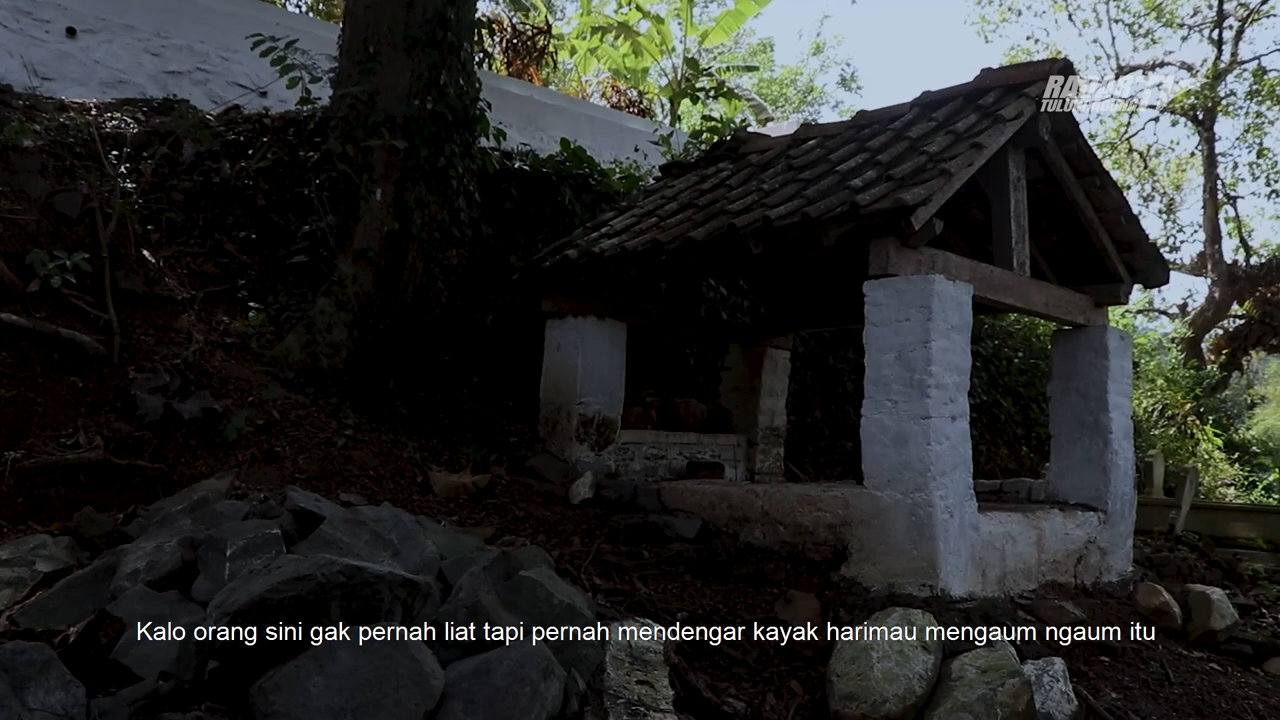 Kalo orang sini gak pernah liat tapi pernah mendengar kayak harimau mengaum ngaum itu